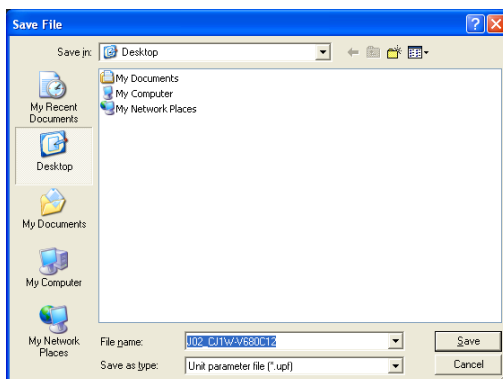 Save File
Save in: Desktop
My Recent
Documents
Desktop
My Documents
My Computer
My Network
Places
My Documents
My Computer
My Network Places
File name: J02_CJ1W-V680C12 Save
Save as type: Unit parameter file (*.upf) Cancel